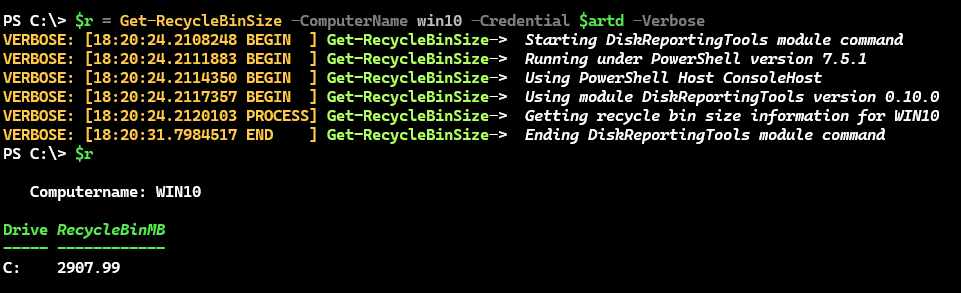 PS C:\> $r = Get-RecycleBinSize -ComputerName win10 -Credential $artd -Verbose
VERBOSE: [18:20:24.2108248 BEGIN  ] Get-RecycleBinSize->  Starting DiskReportingTools module command
VERBOSE: [18:20:24.2111883 BEGIN  ] Get-RecycleBinSize->  Running under PowerShell version 7.5.1
VERBOSE: [18:20:24.2114350 BEGIN  ] Get-RecycleBinSize->  Using PowerShell Host ConsoleHost
VERBOSE: [18:20:24.2117357 BEGIN  ] Get-RecycleBinSize->  Using module DiskReportingTools version 0.10.0
VERBOSE: [18:20:24.2120103 PROCESS] Get-RecycleBinSize->  Getting recycle bin size information for WIN10
VERBOSE: [18:20:31.7984517 END    ] Get-RecycleBinSize->  Ending DiskReportingTools module command
PS C:\> $r
   Computername: WIN10
Drive RecycleBinMB
----- ------------
C:    2907.99